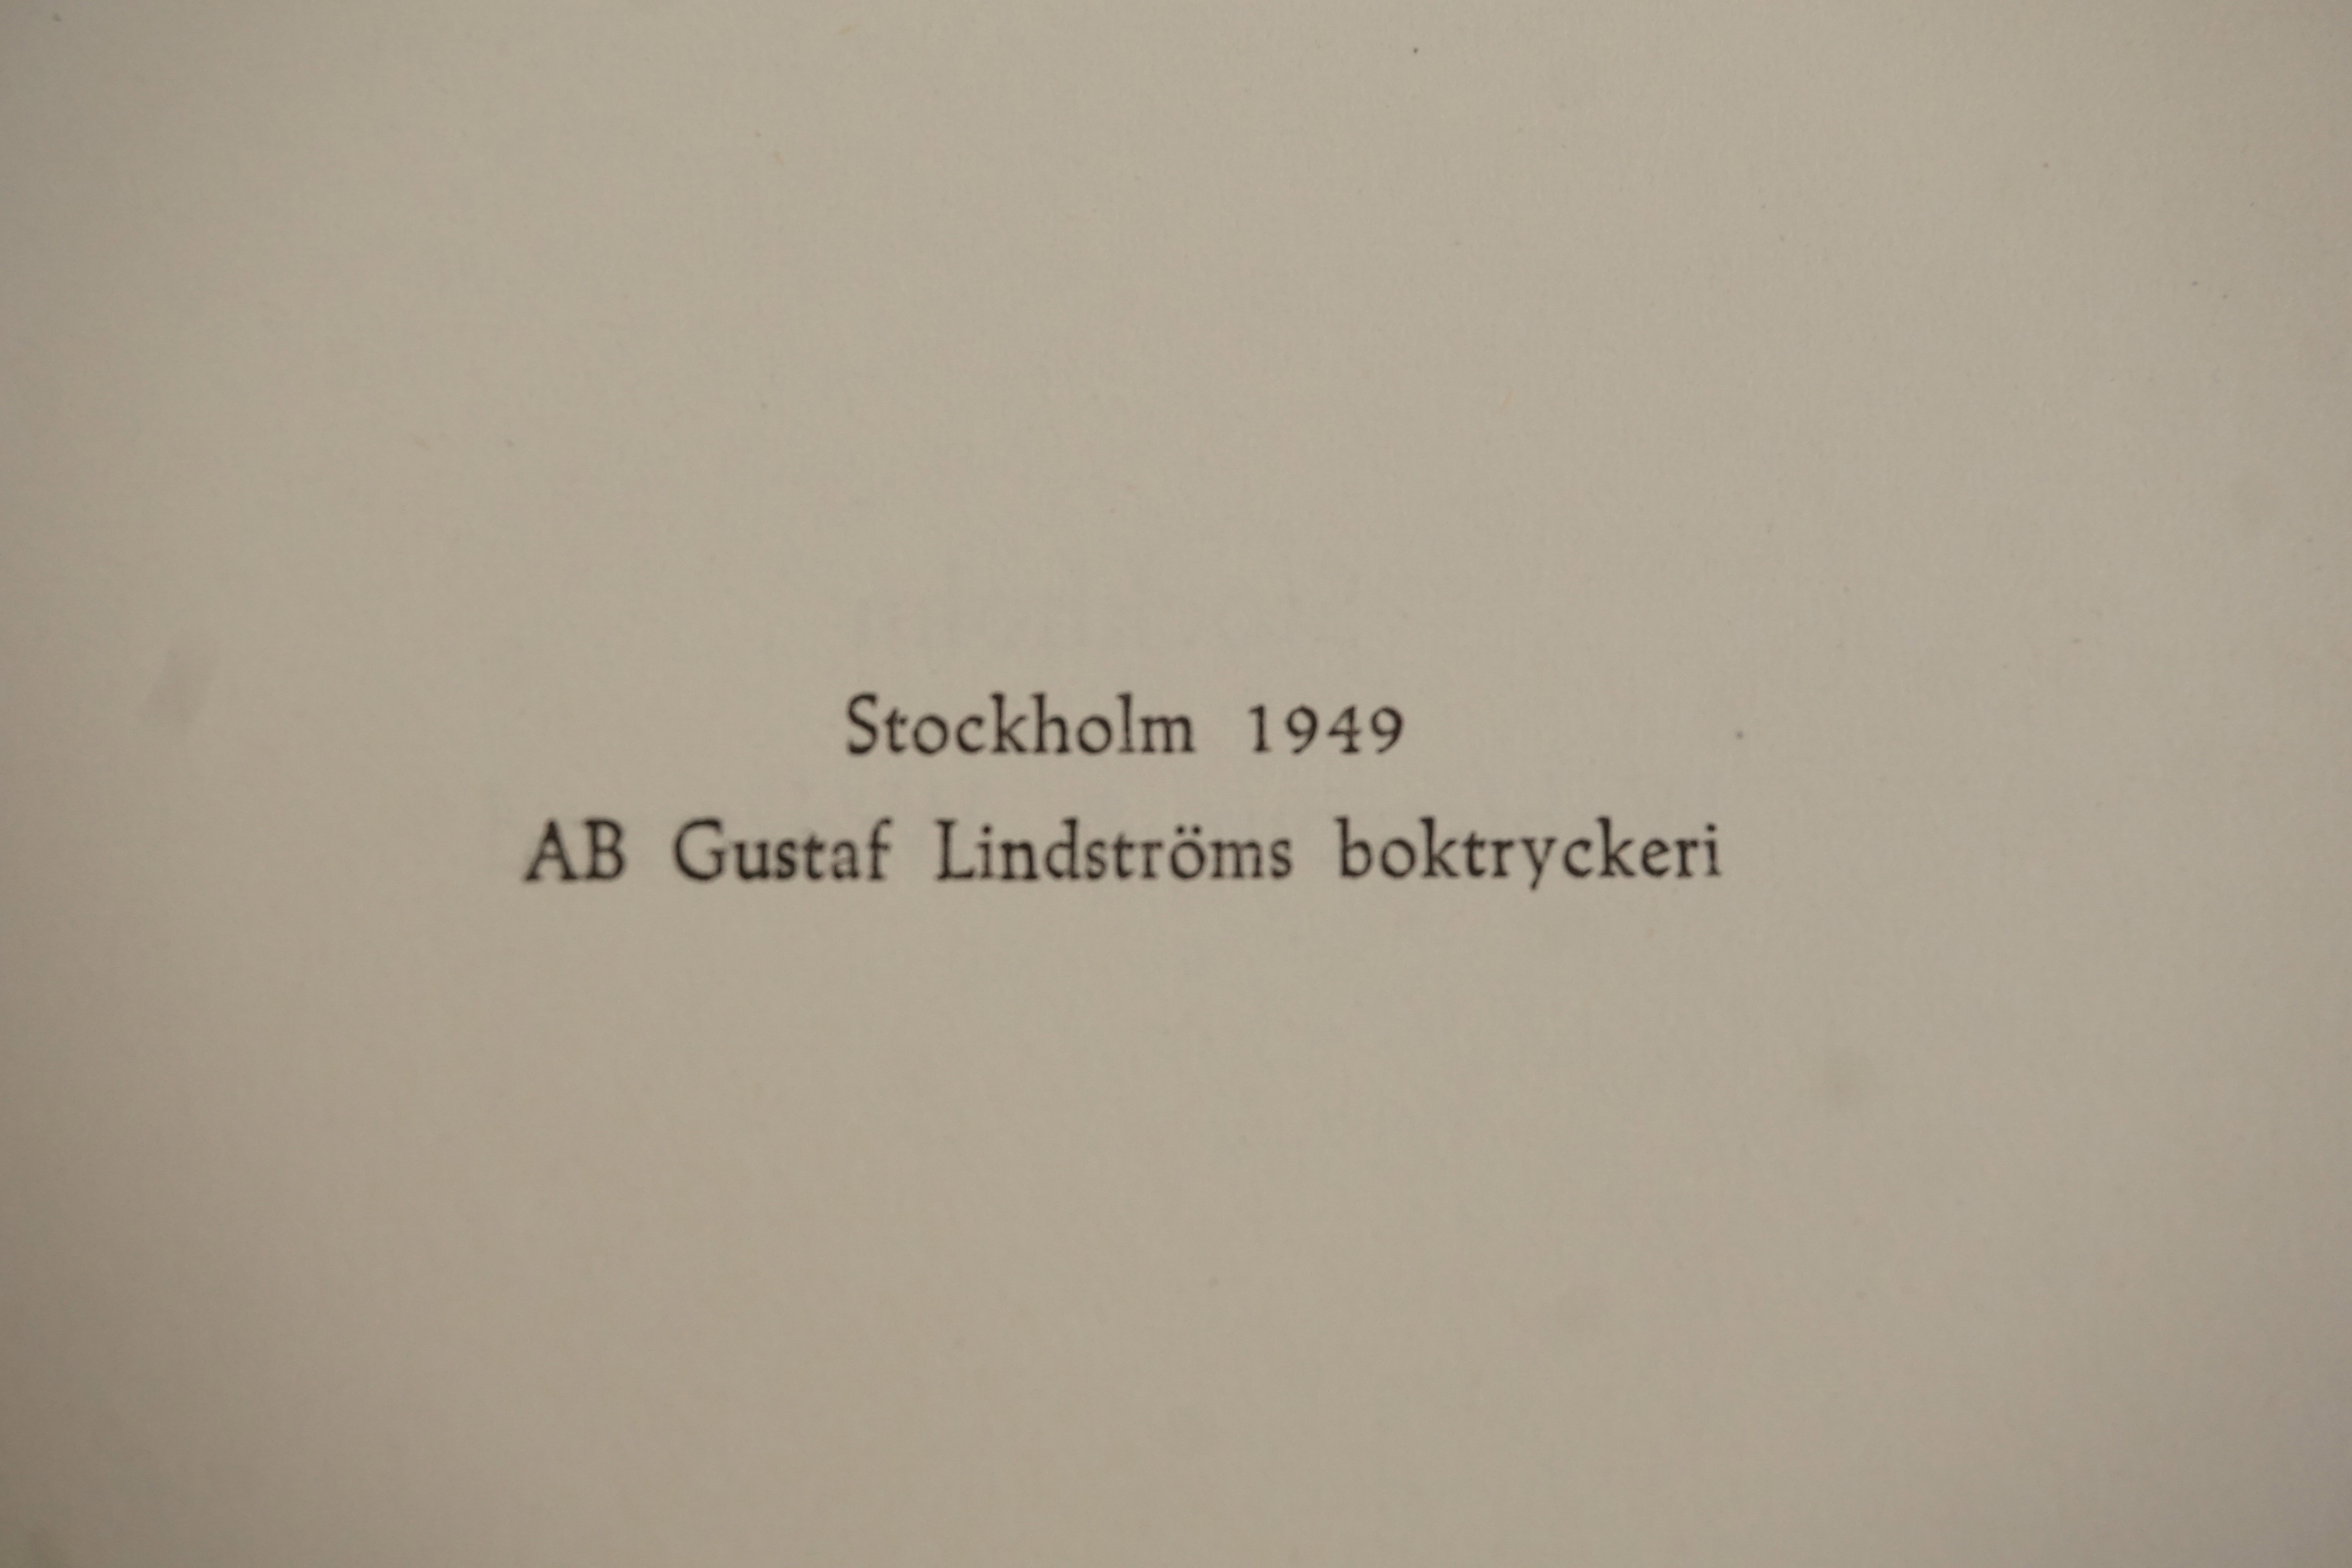 Stockholm 1949
AB Gustaf Lindströms boktryckeri